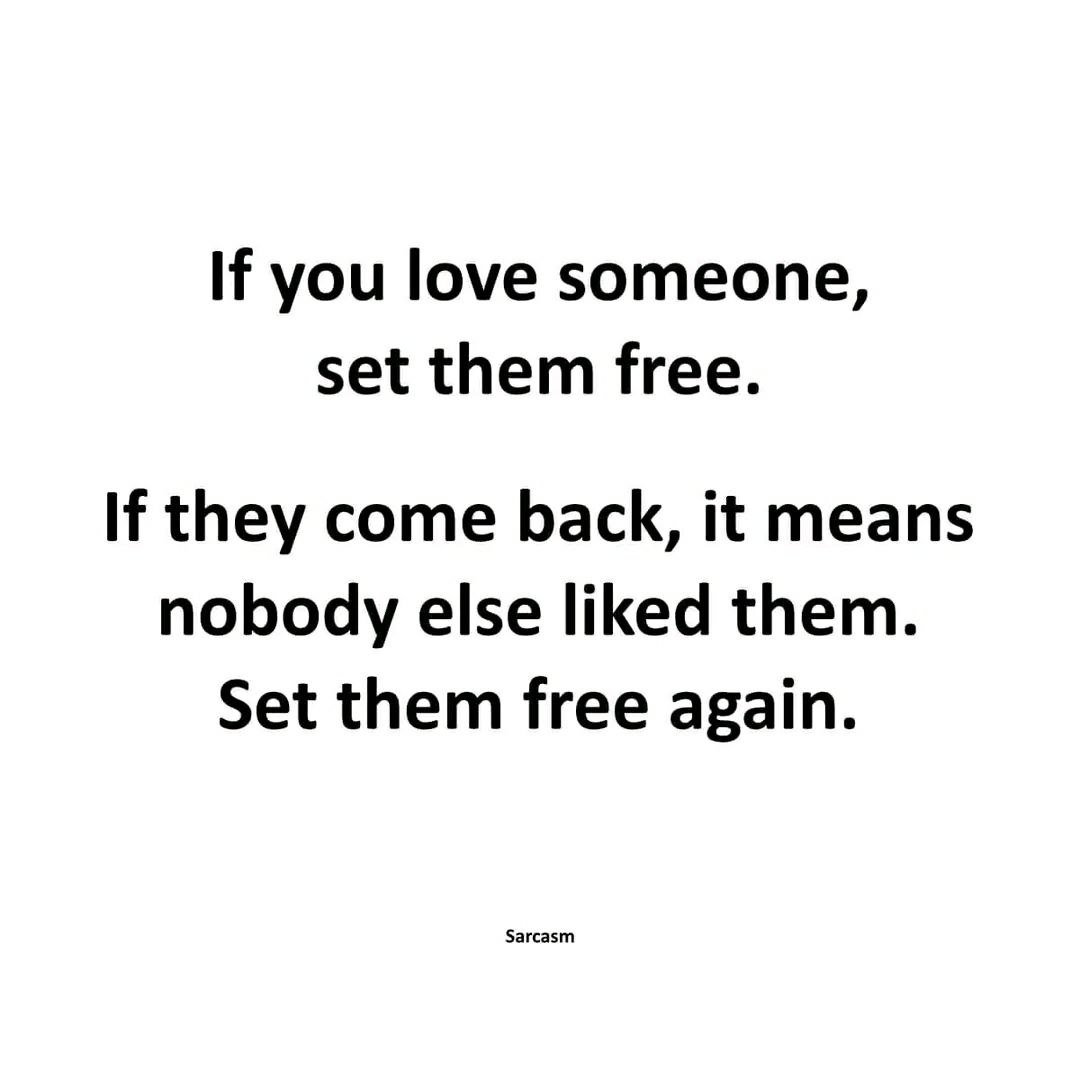 If you love someone,
set them free.
If they come back, it means
nobody else liked them.
Set them free again.
Sarcasm